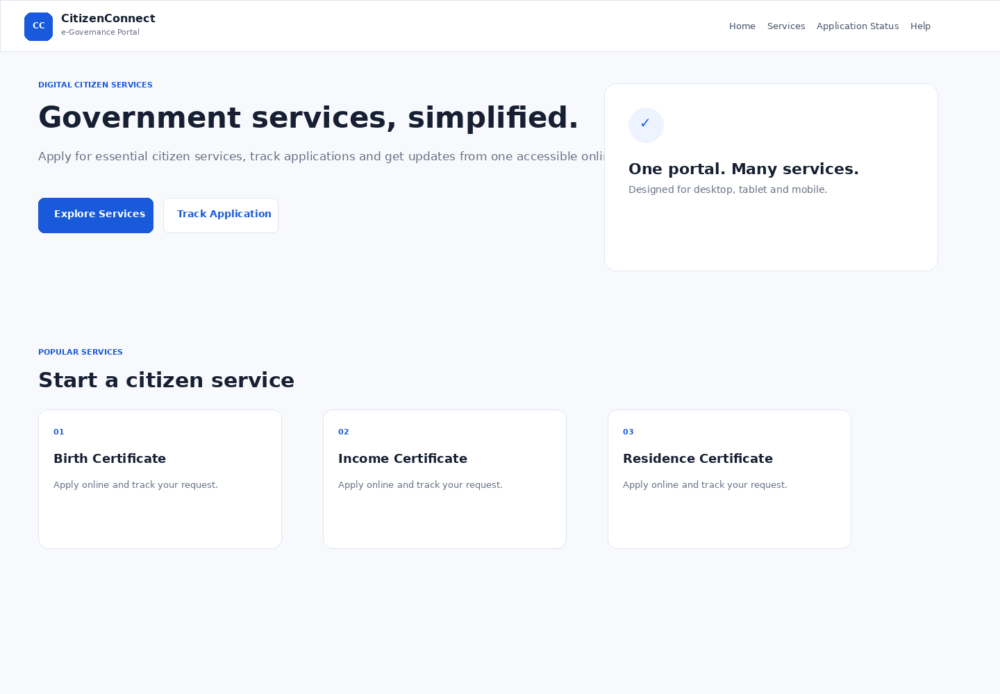 CC
CitizenConnect
e-Governance Portal
Home Services Application Status Help
DIGITAL CITIZEN SERVICES
Government services, simplified.
Apply for essential citizen services, track applications and get updates from one accessible
Explore Services
Track Application
✓
One portal. Many services.
Designed for desktop, tablet and mobile.
POPULAR SERVICES
Start a citizen service
01
Birth Certificate
Apply online and track your request.
02
Income Certificate
Apply online and track your request.
03
Residence Certificate
Apply online and track your request.